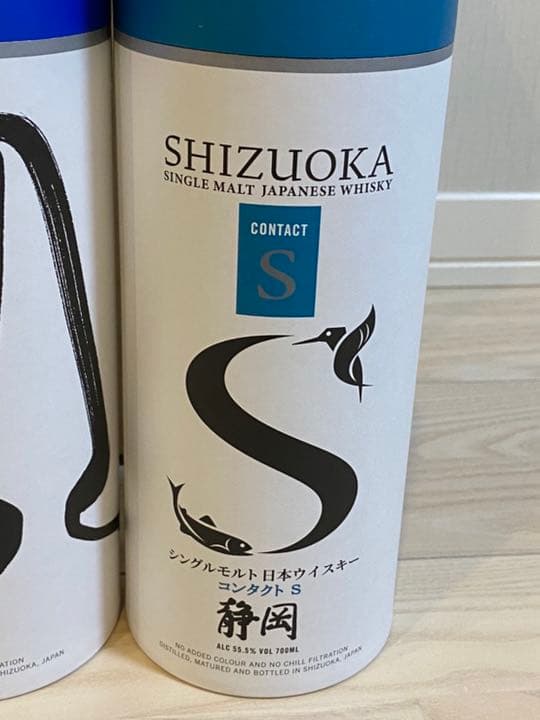 SHIZUOKA
SINGLE MALT JAPANESE WHISKY
CONTACT
S
S
シングルモルト 日本ウイスキー
コンタクト S
静岡
ALC 55.5% VOL 700ML
NO ADDED COLOUR AND NO CHILL FILTRATION
DISTILLED, MATURED AND BOTTLED IN SHIZUOKA, JAPAN
RATION
HIZUOKA, JAPAN